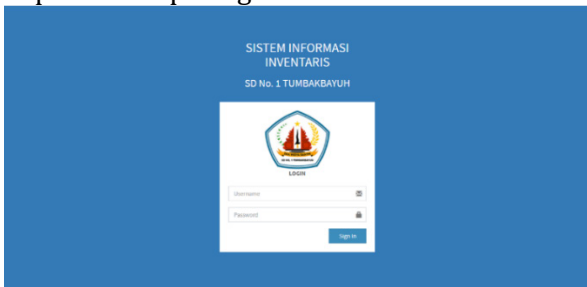 SISTEM INFORMASI
INVENTARIS
SD No. 1 TUMBAKBAYUH
LOGIN
Username
Password
Sign In